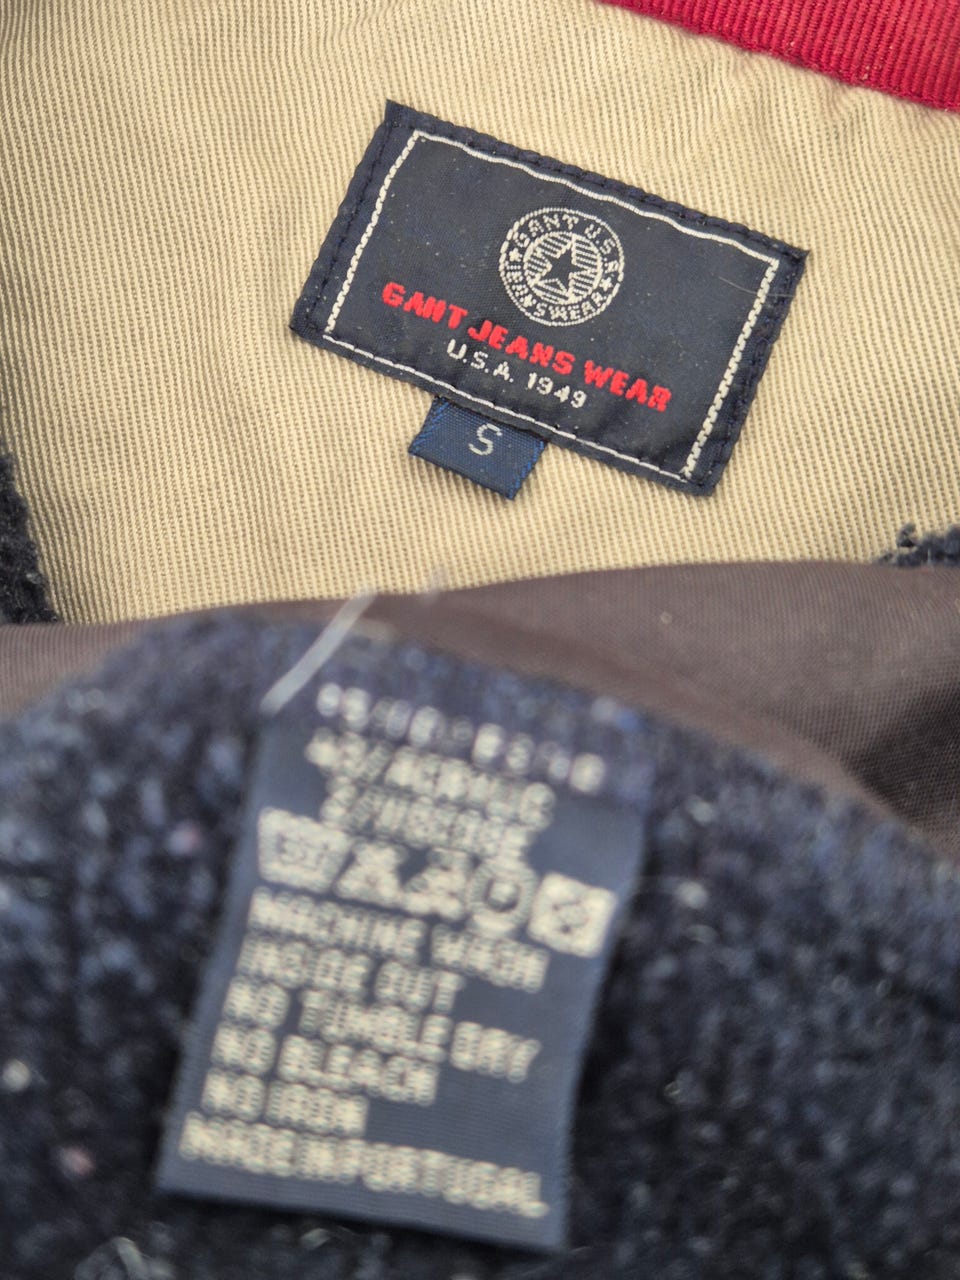 GANT U.S.A.
JEANSWEAR
GANT JEANS WEAR
U.S.A. 1949
S
ACRYLIC
MACHINE WASH
INSIDE OUT
NO TUMBLE DRY
NO BLEACH
NO IRON
MADE IN PORTUGAL